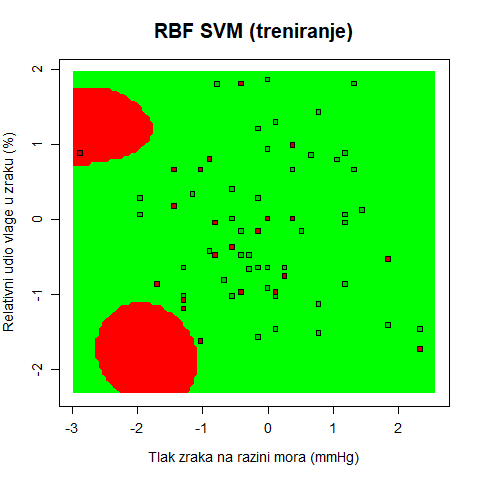 RBF SVM (treniranje)
Relativni udio vlage u zraku (%)
2
1
0
-1
-2
-3 -2 -1 0 1 2
Tlak zraka na razini mora (mmHg)